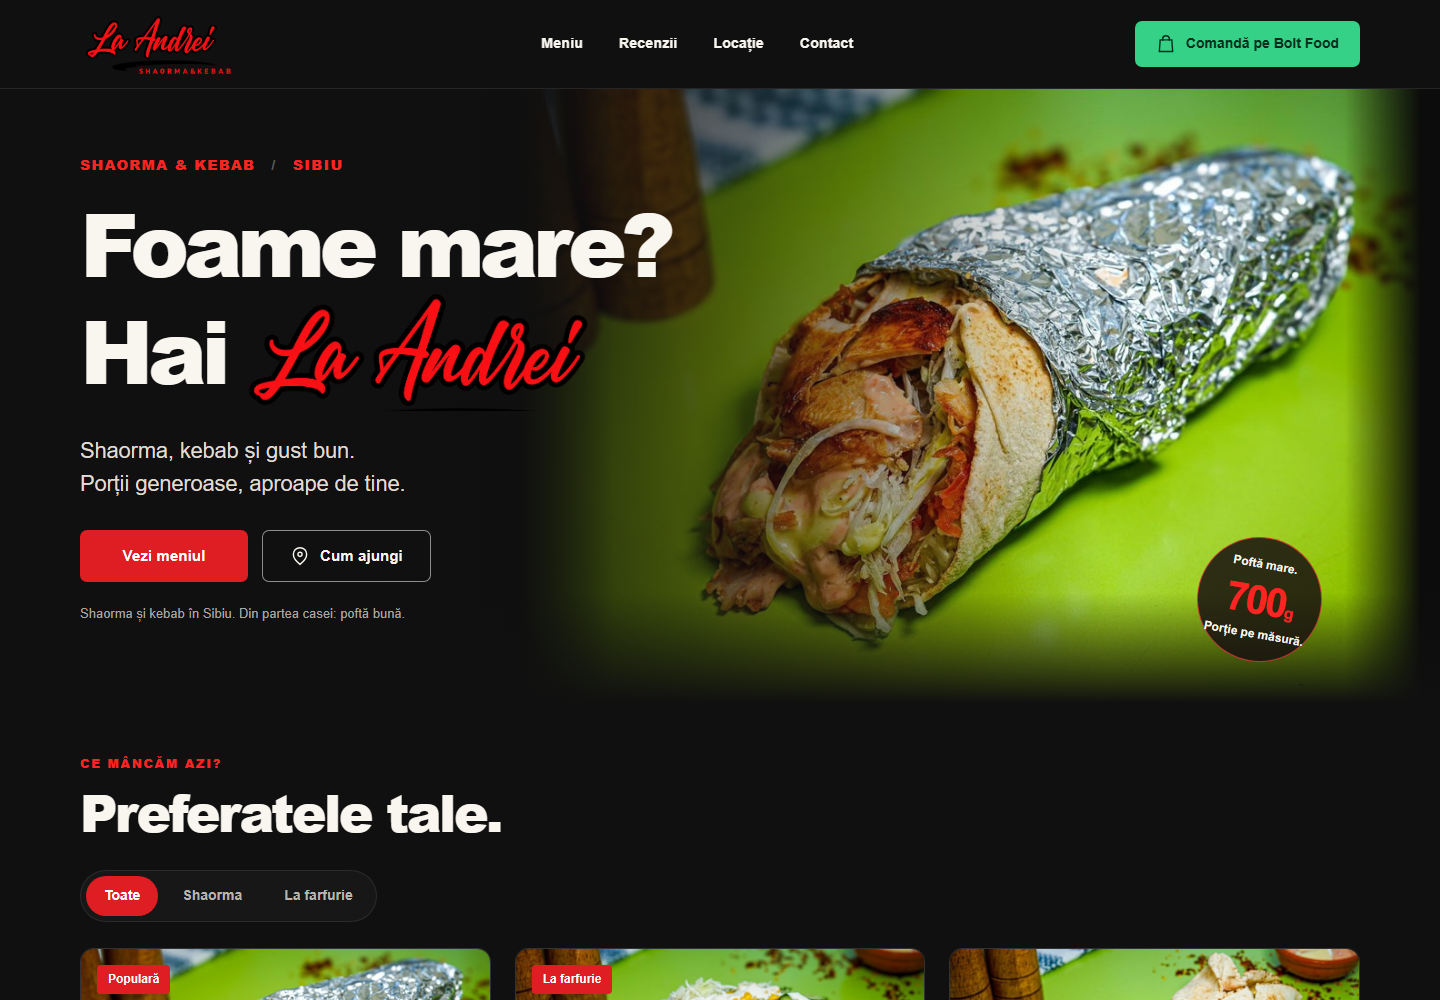 La Andrei
SHAORMA&KEBAB
Meniu
Recenzii
Locație
Contact
Comandă pe Bolt Food
SHAORMA & KEBAB / SIBIU
Foame mare?
Hai La Andrei
Shaorma, kebab și gust bun.
Porții generoase, aproape de tine.
Vezi meniul
Cum ajungi
Shaorma și kebab în Sibiu. Din partea casei: poftă bună.
Poftă mare.
700g
Porție pe măsură.
CE MÂNCĂM AZI?
Preferatele tale.
Toate
Shaorma
La farfurie
Populară
La farfurie